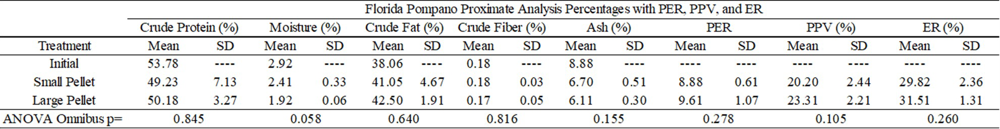 Florida Pompano Proximate Analysis Percentages with PER, PPV, and ER
Crude Protein (%) Moisture (%) Crude Fat (%) Crude Fiber (%) Ash (%) PER PPV (%) ER (%)
Treatment Mean SD Mean SD Mean SD Mean SD Mean SD Mean SD Mean SD Mean SD
Initial 53.78 ---- 2.92 ---- 38.06 ---- 0.18 ---- 8.88 ---- ---- ---- ---- ---- ---- ----
Small Pellet 49.23 7.13 2.41 0.33 41.05 4.67 0.18 0.03 6.70 0.51 8.88 0.61 20.20 2.44 29.82 2.36
Large Pellet 50.18 3.27 1.92 0.06 42.50 1.91 0.17 0.05 6.11 0.30 9.61 1.07 23.31 2.21 31.51 1.31
ANOVA Omnibus p= 0.845 0.058 0.640 0.816 0.155 0.278 0.105 0.260